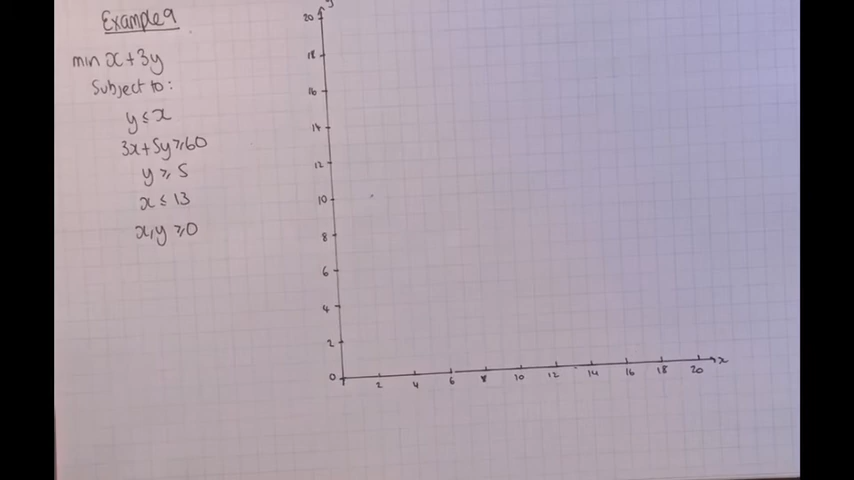 Example 9
min x + 3y
Subject to:
y ≤ x
3x + 5y ≥ 60
y ≥ 5
x ≤ 13
x, y ≥ 0
y
20
18
16
14
12
10
8
6
4
2
0
2 4 6 8 10 12 14 16 18 20 x